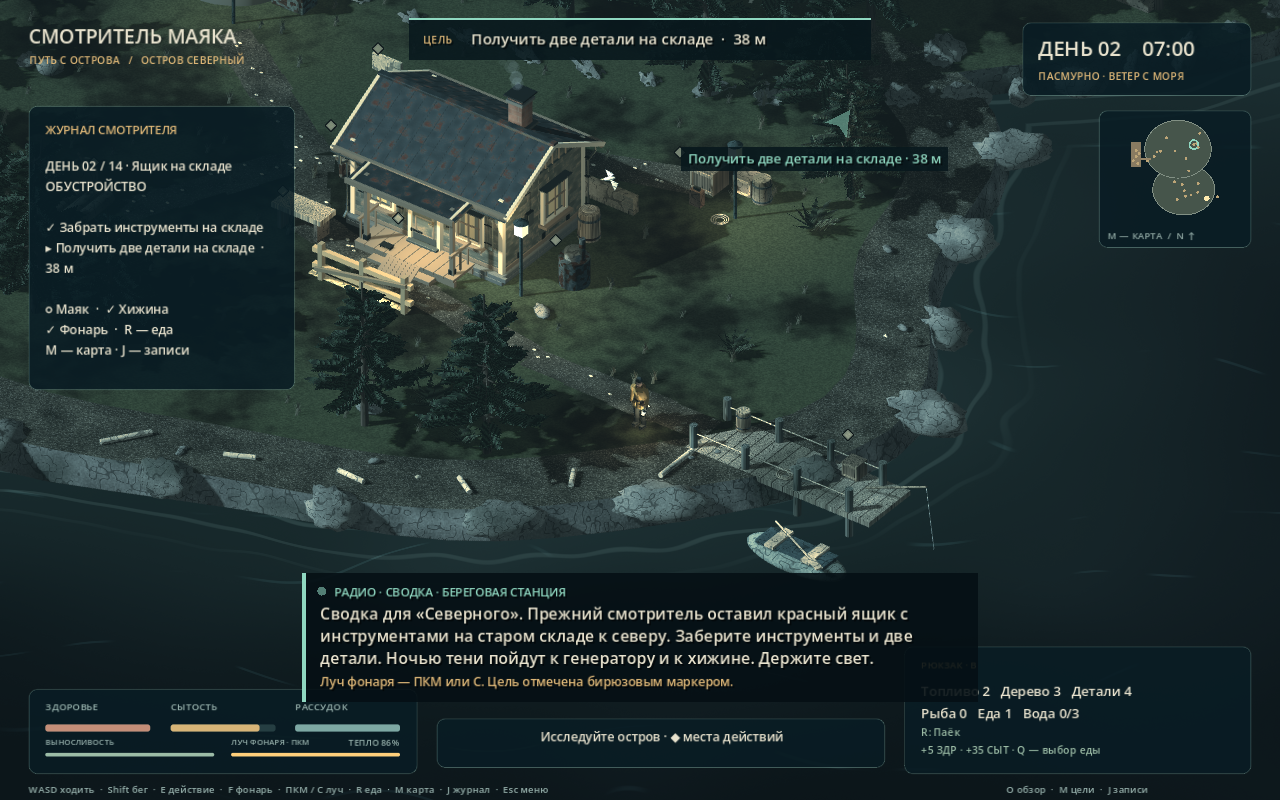 СМОТРИТЕЛЬ МАЯКА
ПУТЬ С ОСТРОВА / ОСТРОВ СЕВЕРНЫЙ
ЦЕЛЬ Получить две детали на складе · 38 м
ДЕНЬ 02 07:00
ПАСМУРНО · ВЕТЕР С МОРЯ
ЖУРНАЛ СМОТРИТЕЛЯ
ДЕНЬ 02 / 14 · Ящик на складе
ОБУСТРОЙСТВО
✓ Забрать инструменты на складе
▸ Получить две детали на складе ·
38 м
○ Маяк · ✓ Хижина
✓ Фонарь · R — еда
M — карта · J — записи
Получить две детали на складе · 38 м
M — КАРТА / N ↑
РАДИО · СВОДКА · БЕРЕГОВАЯ СТАНЦИЯ
Сводка для «Северного». Прежний смотритель оставил красный ящик с
инструментами на старом складе к северу. Заберите инструменты и две
детали. Ночью тени пойдут к генератору и к хижине. Держите свет.
Луч фонаря — ПКМ или C. Цель отмечена бирюзовым маркером.
ЗДОРОВЬЕ СЫТОСТЬ РАССУДОК
ВЫНОСЛИВОСТЬ ЛУЧ ФОНАРЯ · ПКМ ТЕПЛО 86%
Исследуйте остров · ◆ места действий
РЮКЗАК · В
Топливо 2 Дерево 3 Детали 4
Рыба 0 Еда 1 Вода 0/3
R: Паёк
+5 ЗДР · +35 СЫТ · Q — выбор еды
WASD ходить · Shift бег · E действие · F фонарь · ПКМ / C луч · R еда · M карта · J журнал · Esc меню
O обзор · M цели · J записи